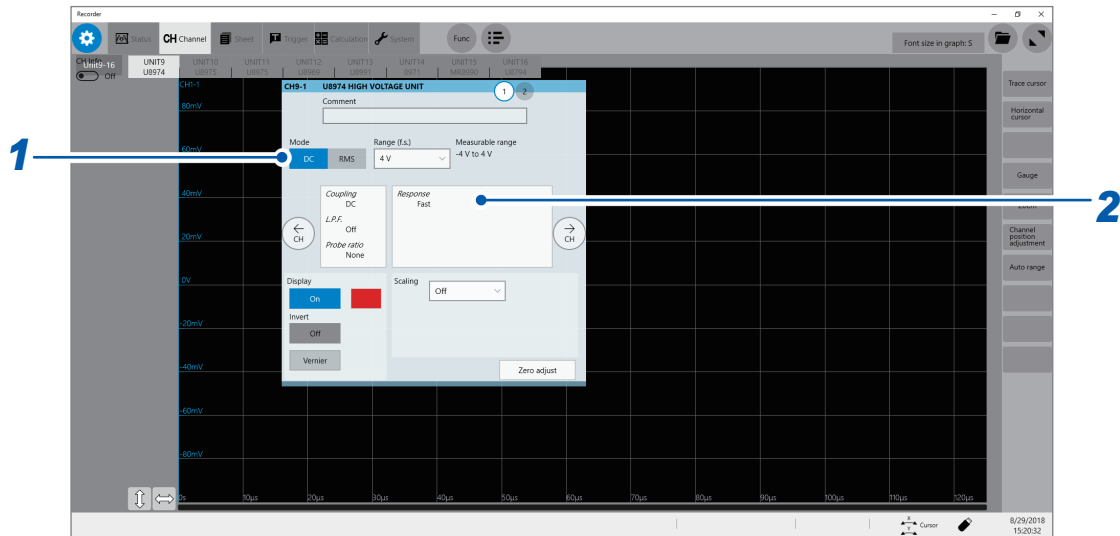 Recorder
Status CH Channel Sheet Trigger Calculation System Func Font size in graph: S
CH Info. Off
Unit9-16
UNIT9 UNIT10 UNIT11 UNIT12 UNIT13 UNIT14 UNIT15 UNIT16
U8974 U8975 U8975 U8969 U8991 8971 MR8990 U8794
CH1-1
80mV
60mV
40mV
20mV
0V
-20mV
-40mV
-60mV
-80mV
0s 10µs 20µs 30µs 40µs 50µs 60µs 70µs 80µs 90µs 100µs 110µs 120µs
CH9-1 U8974 HIGH VOLTAGE UNIT 1 2
Comment
Mode Range (f.s.) Measurable range
DC RMS 4 V -4 V to 4 V
Coupling
DC
L.P.F.
Off
Probe ratio
None
Response
Fast
← CH
→ CH
Display
On
Invert
Off
Vernier
Scaling Off
Zero adjust
Trace cursor
Horizontal cursor
Gauge
Zoom
Channel position adjustment
Auto range
X Y Cursor
8/29/2018
15:20:32
1
2